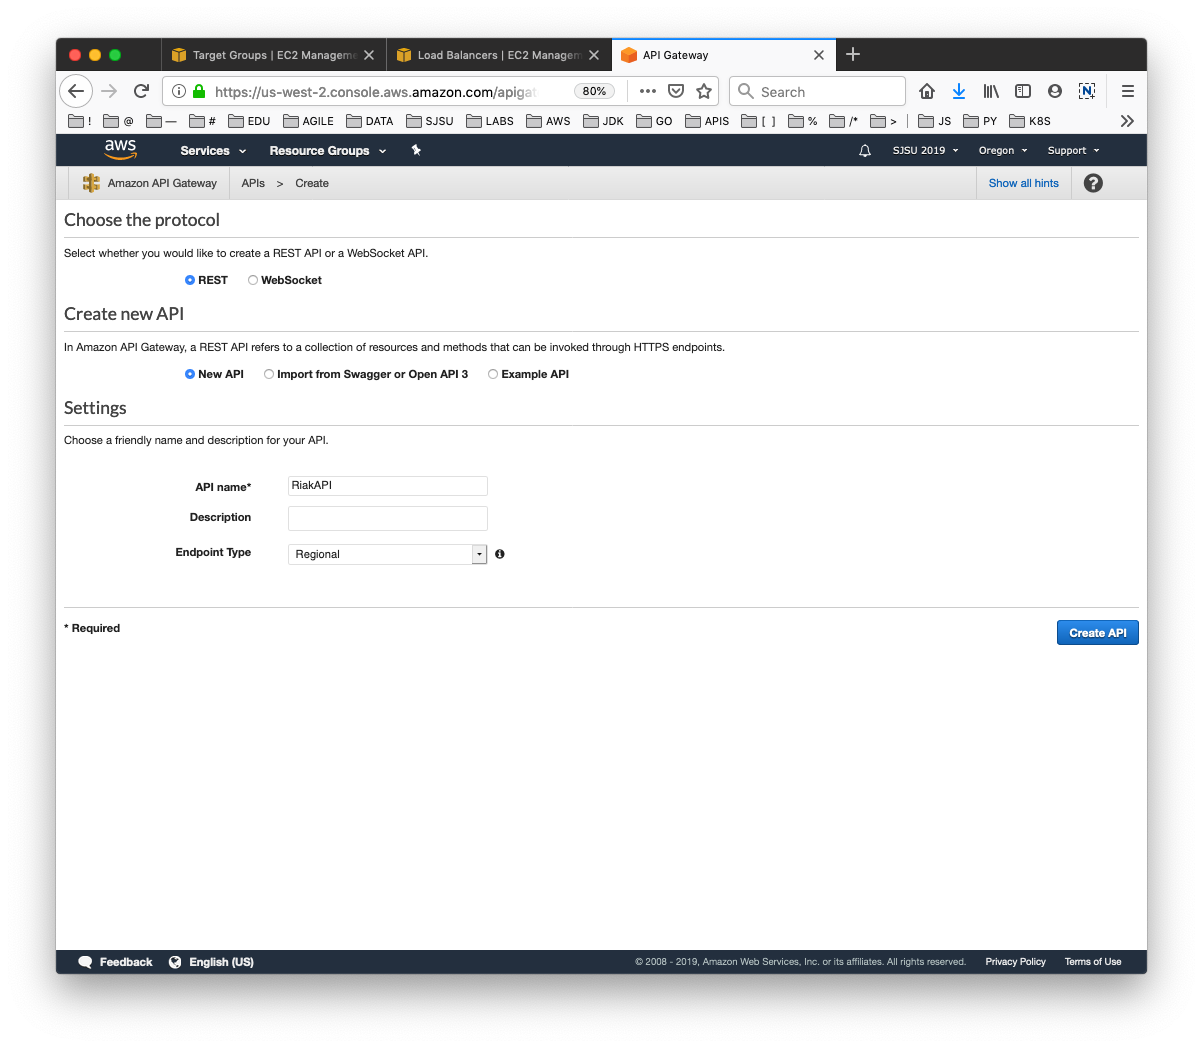 Target Groups | EC2 Manageme
Load Balancers | EC2 Managem
API Gateway
https://us-west-2.console.aws.amazon.com/apiga
80%
Search
! @ — # EDU AGILE DATA SJSU LABS AWS JDK GO APIS [ ] % /* > JS PY K8S
aws Services Resource Groups SJSU 2019 Oregon Support
Amazon API Gateway APIs > Create Show all hints
Choose the protocol
Select whether you would like to create a REST API or a WebSocket API.
REST WebSocket
Create new API
In Amazon API Gateway, a REST API refers to a collection of resources and methods that can be invoked through HTTPS endpoints.
New API Import from Swagger or Open API 3 Example API
Settings
Choose a friendly name and description for your API.
API name* RiakAPI
Description
Endpoint Type Regional
* Required Create API
Feedback English (US) © 2008 - 2019, Amazon Web Services, Inc. or its affiliates. All rights reserved. Privacy Policy Terms of Use